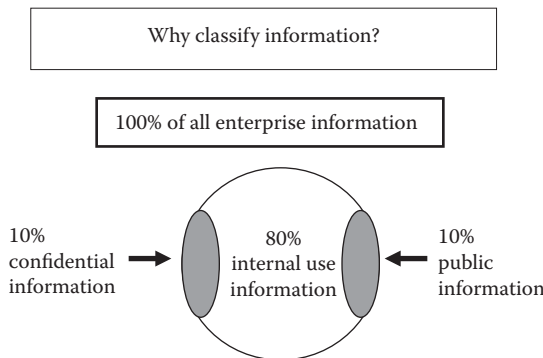 Why classify information?
100% of all enterprise information
10%
confidential
information
80%
internal use
information
10%
public
information